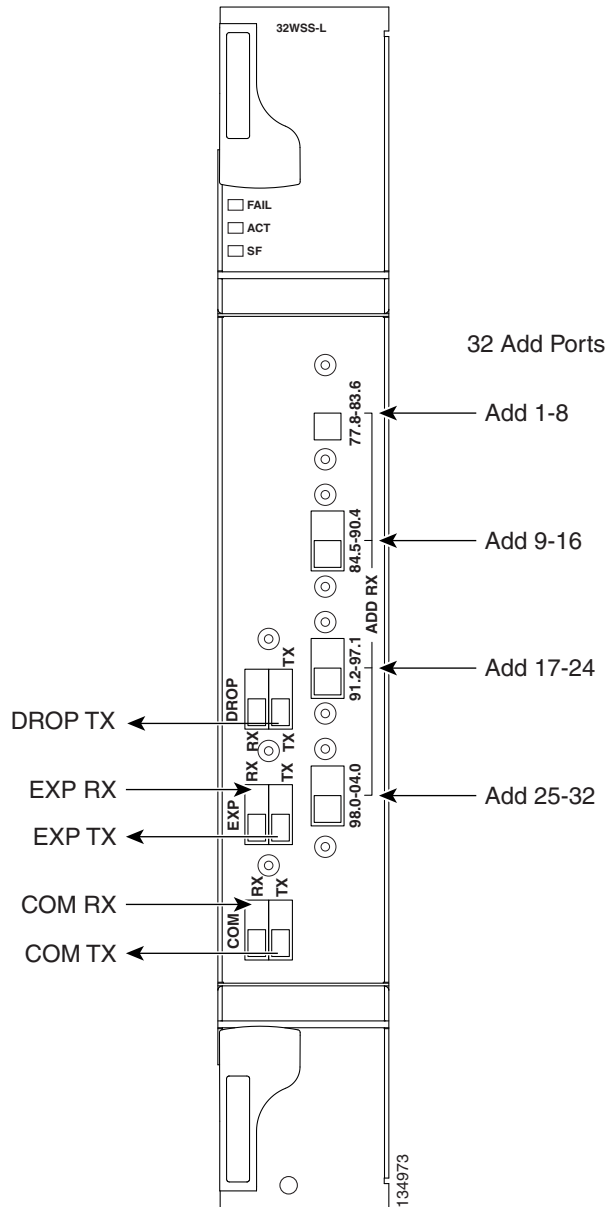 32WSS-L
FAIL
ACT
SF
32 Add Ports
77.8-83.6
Add 1-8
84.5-90.4
Add 9-16
ADD RX
91.2-97.1
Add 17-24
TX
DROP
DROP TX
RX
TX
RX
TX
EXP RX
EXP
98.0-04.0
Add 25-32
EXP TX
RX
TX
COM RX
COM
COM TX
134973